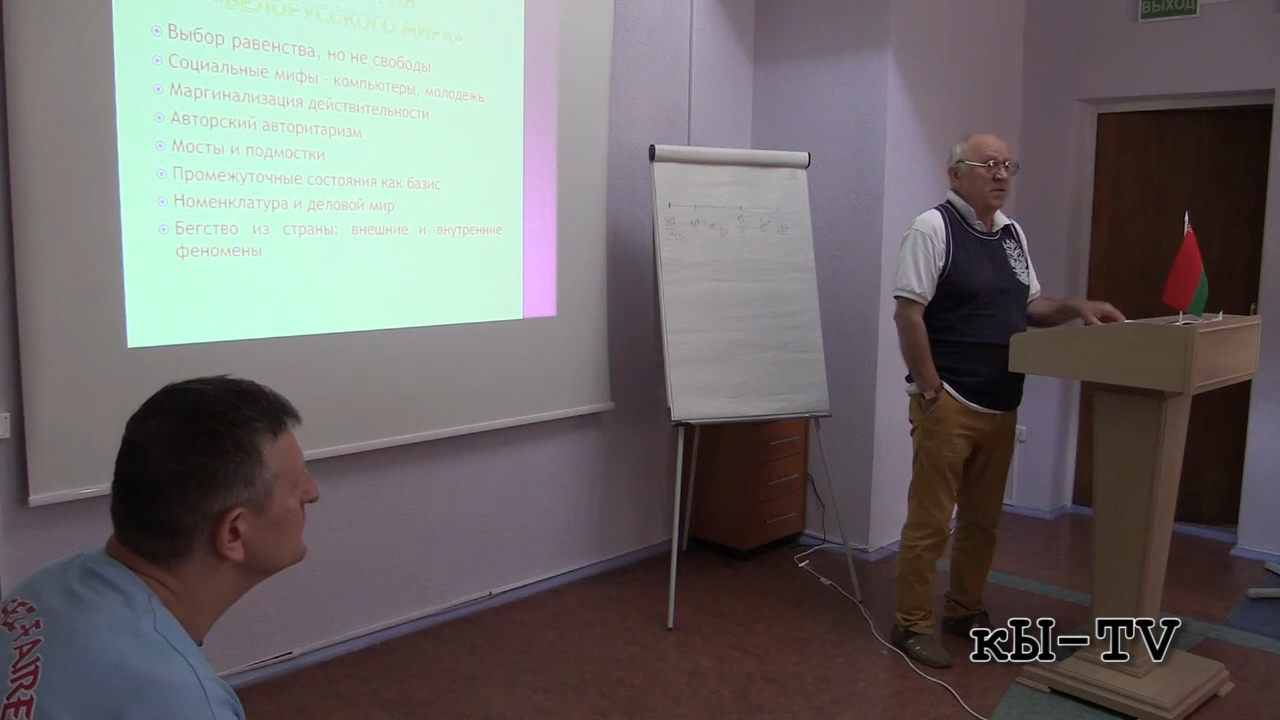 ВЫХОД
«БЕЛОРУССКОГО МИРА»
Выбор равенства, но не свободы
Социальные мифы - компьютеры, молодежь
Маргинализация действительности
Авторский авторитаризм
Мосты и подмостки
Промежуточные состояния как базис
Номенклатура и деловой мир
Бегство из страны: внешние и внутренние
феномены
кЫ-TV